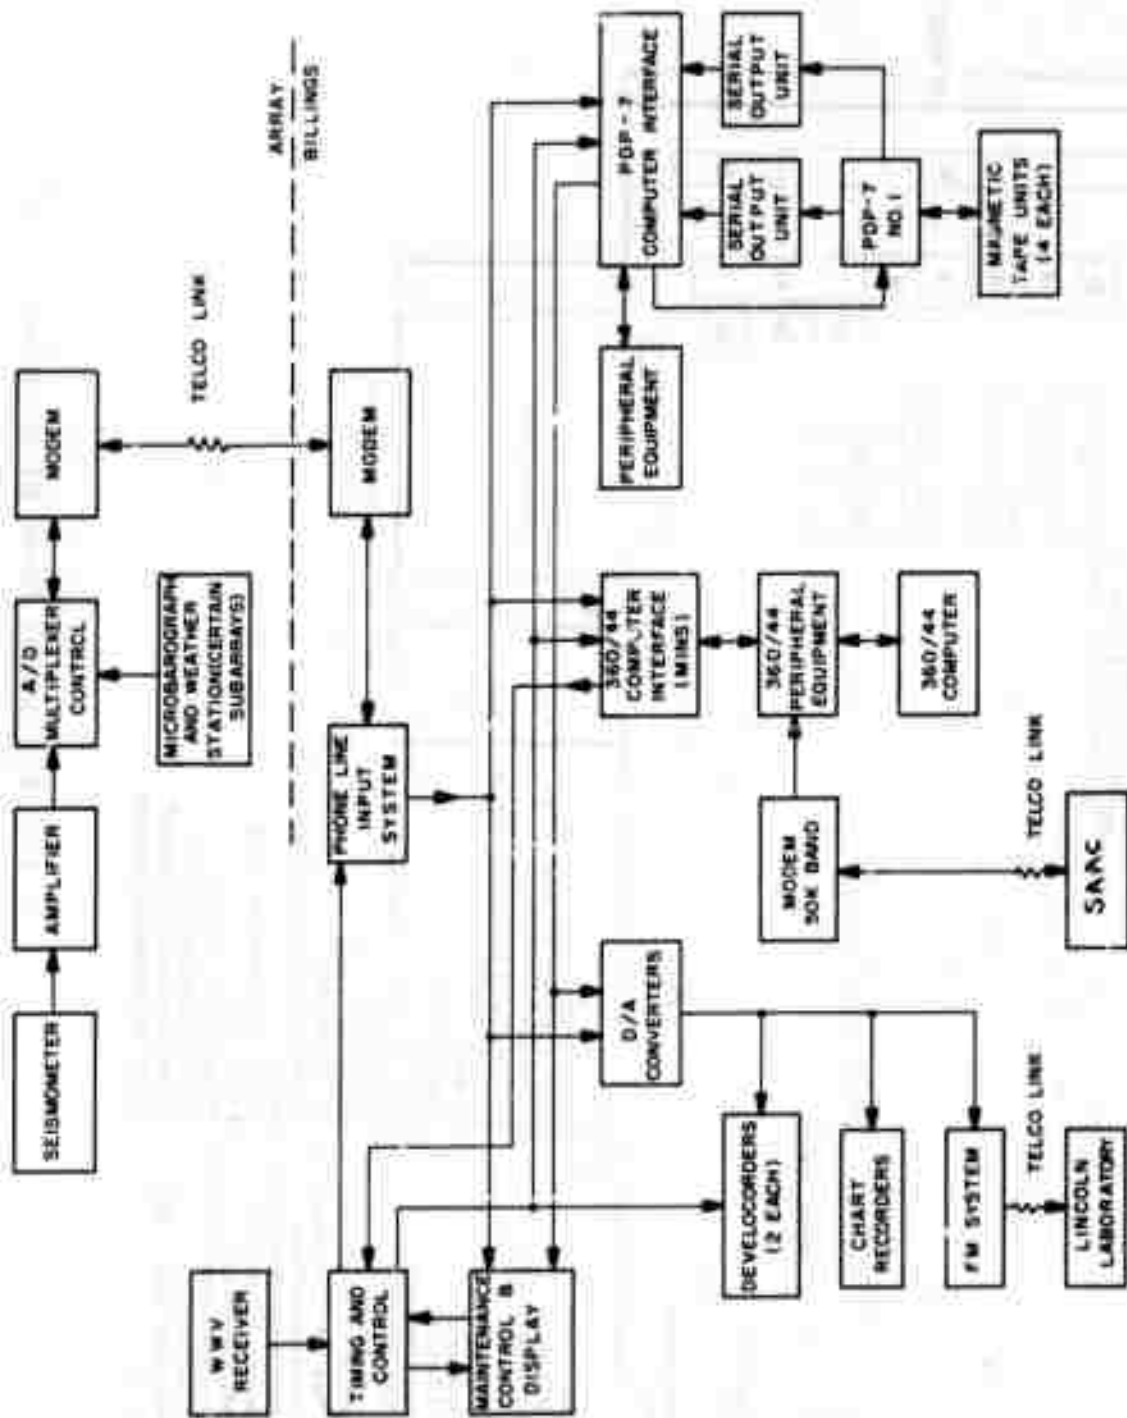 SEISMOMETER
AMPLIFIER
A/D
MULTIPLEXER
CONTROL
MODEM
MICROBAROGRAPH
AND WEATHER
STATION(CERTAIN
SUBARRAYS)
TELCO LINK
ARRAY
BILLINGS
WWV
RECEIVER
TIMING AND
CONTROL
PHONE LINE
INPUT
SYSTEM
MODEM
MAINTENANCE
CONTROL &
DISPLAY
D/A
CONVERTERS
360/44
COMPUTER
INTERFACE
(MINS)
PERIPHERAL
EQUIPMENT
PDP-7
COMPUTER INTERFACE
DEVELOCORDERS
(2 EACH)
MODEM
50K BAND
360/44
PERIPHERAL
EQUIPMENT
SERIAL
OUTPUT
UNIT
SERIAL
OUTPUT
UNIT
CHART
RECORDERS
360/44
COMPUTER
PDP-7
NO. 1
FM SYSTEM
TELCO LINK
MAGNETIC
TAPE UNITS
(4 EACH)
TELCO LINK
LINCOLN
LABORATORY
SAAC